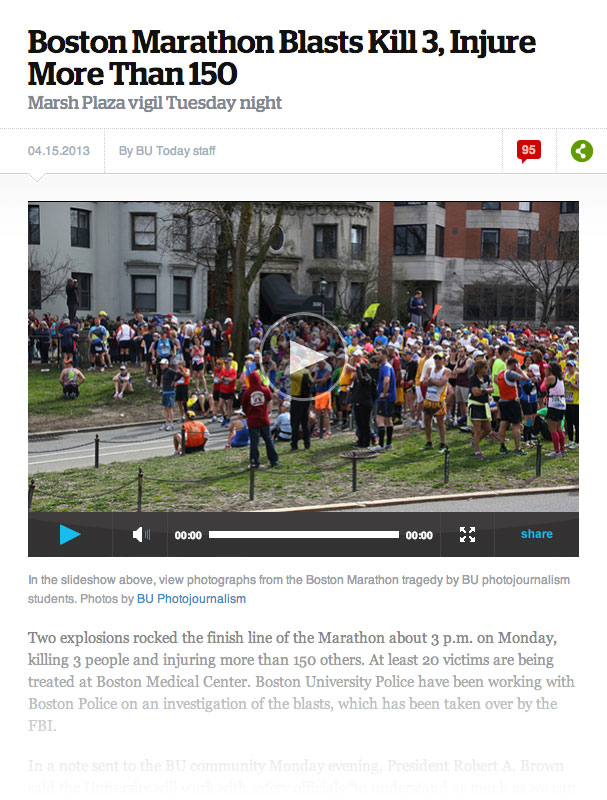 Boston Marathon Blasts Kill 3, Injure
More Than 150
Marsh Plaza vigil Tuesday night
04.15.2013
By BU Today staff
95
00:00
00:00
share
In the slideshow above, view photographs from the Boston Marathon tragedy by BU photojournalism
students. Photos by BU Photojournalism
Two explosions rocked the finish line of the Marathon about 3 p.m. on Monday,
killing 3 people and injuring more than 150 others. At least 20 victims are being
treated at Boston Medical Center. Boston University Police have been working with
Boston Police on an investigation of the blasts, which has been taken over by the
FBI.
In a note sent to the BU community Monday evening, President Robert A. Brown
said the University will work with safety officials "to understand as much as we can